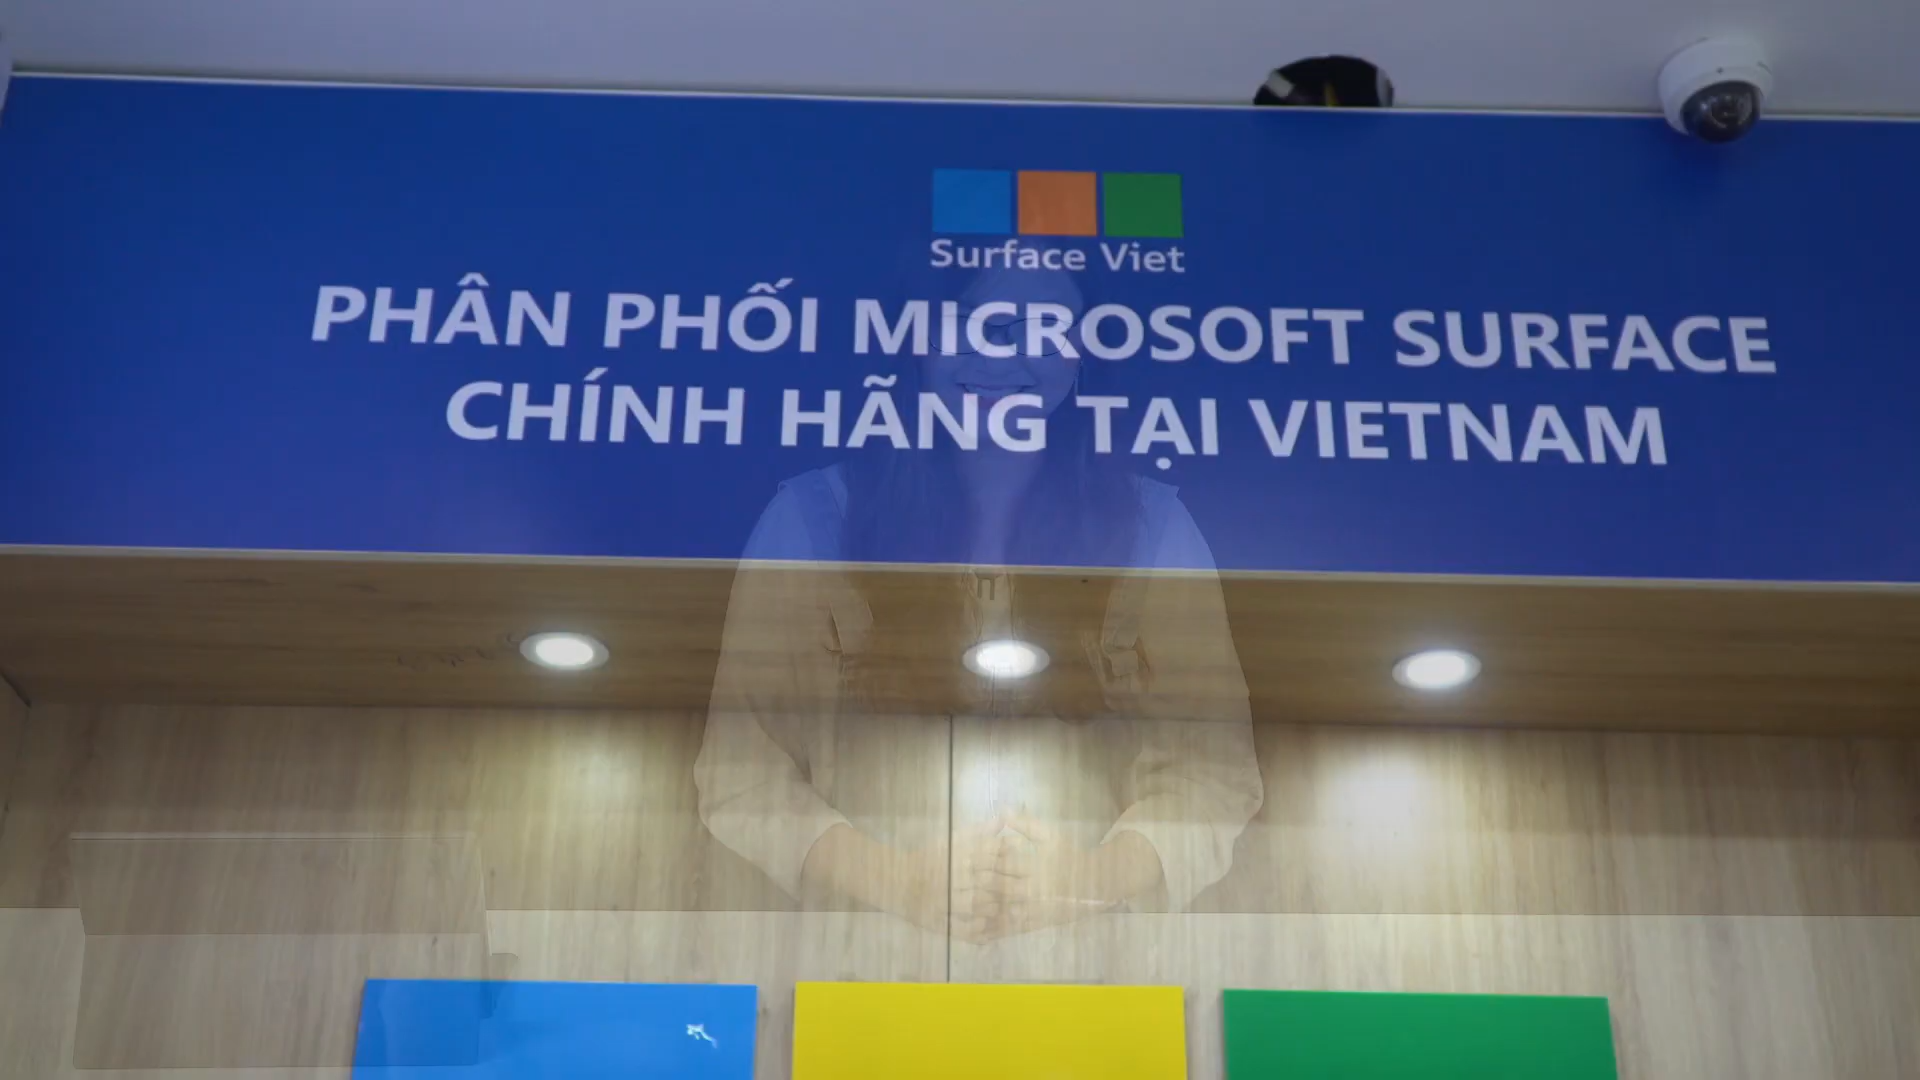 Surface Viet
PHÂN PHỐI MICROSOFT SURFACE
CHÍNH HÃNG TẠI VIETNAM